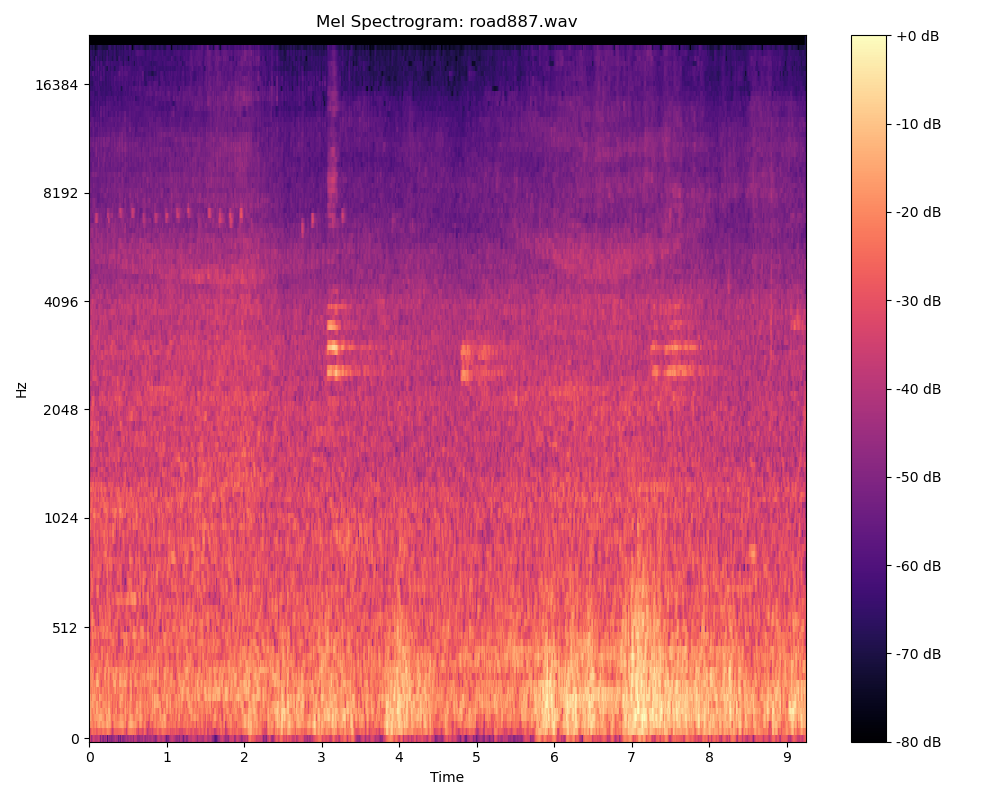 Mel Spectrogram: road887.wav
Hz
16384
8192
4096
2048
1024
512
0
0 1 2 3 4 5 6 7 8 9
Time
+0 dB
-10 dB
-20 dB
-30 dB
-40 dB
-50 dB
-60 dB
-70 dB
-80 dB